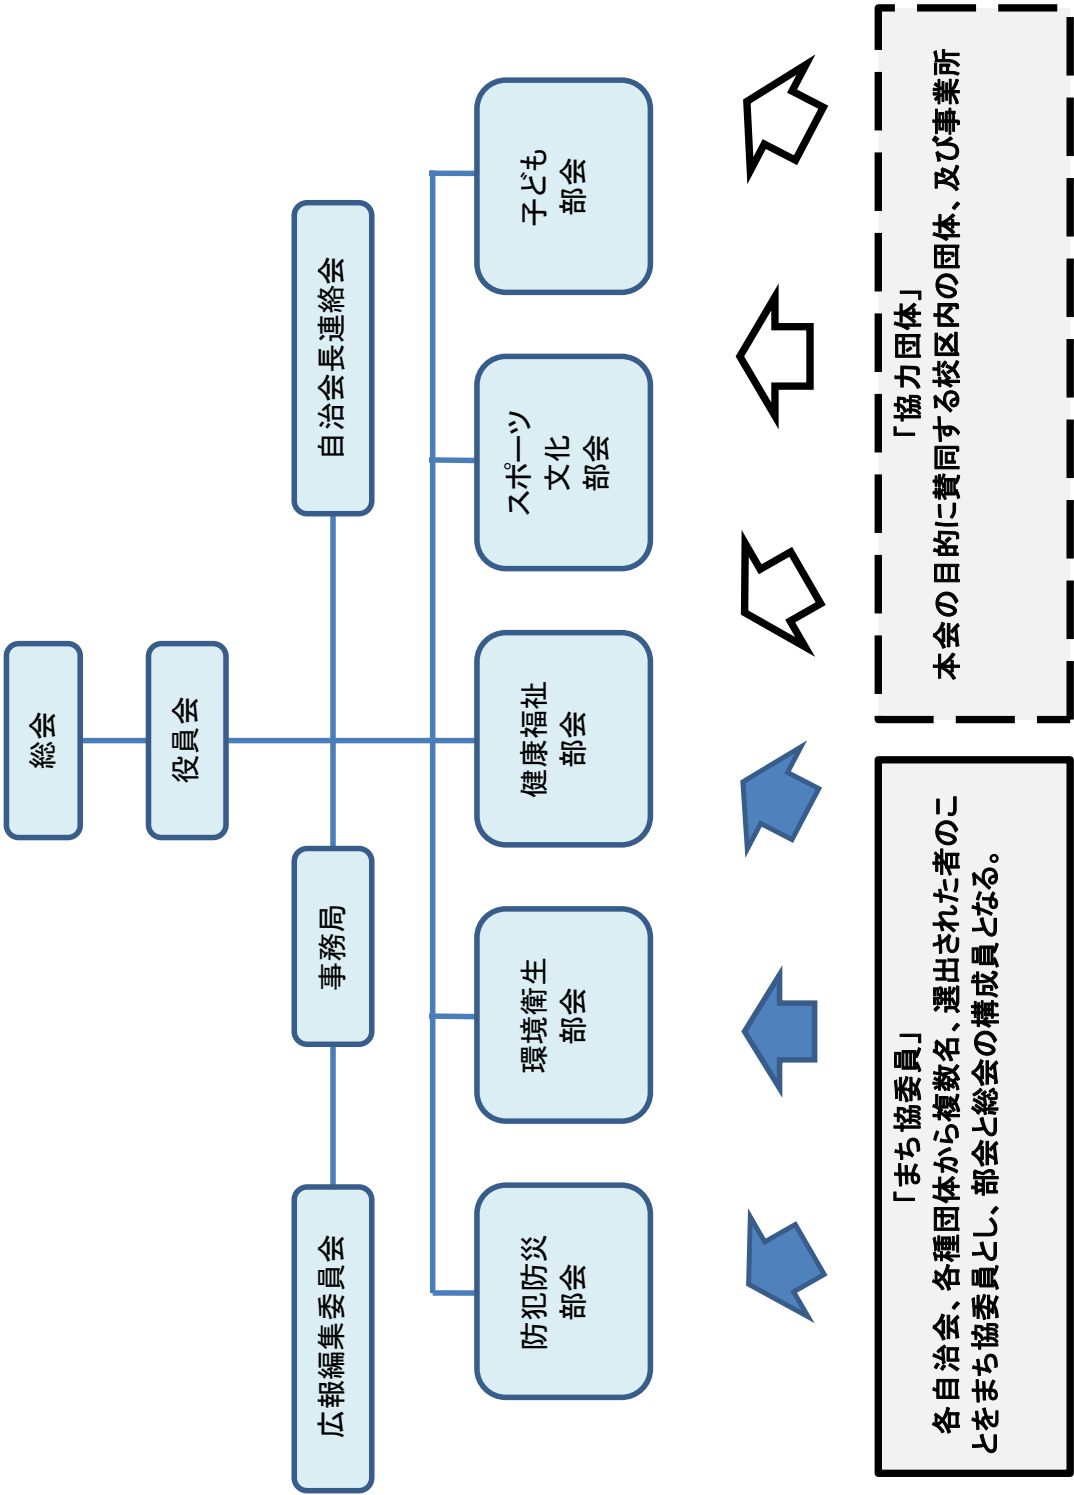 総会
役員会
広報編集委員会
事務局
自治会長連絡会
防犯防災
部会
環境衛生
部会
健康福祉
部会
スポーツ
文化
部会
子ども
部会
「まち協委員」
各自治会、各種団体から複数名、選出された者のこ
とをまち協委員とし、部会と総会の構成員となる。
「協力団体」
本会の目的に賛同する校区内の団体、及び事業所